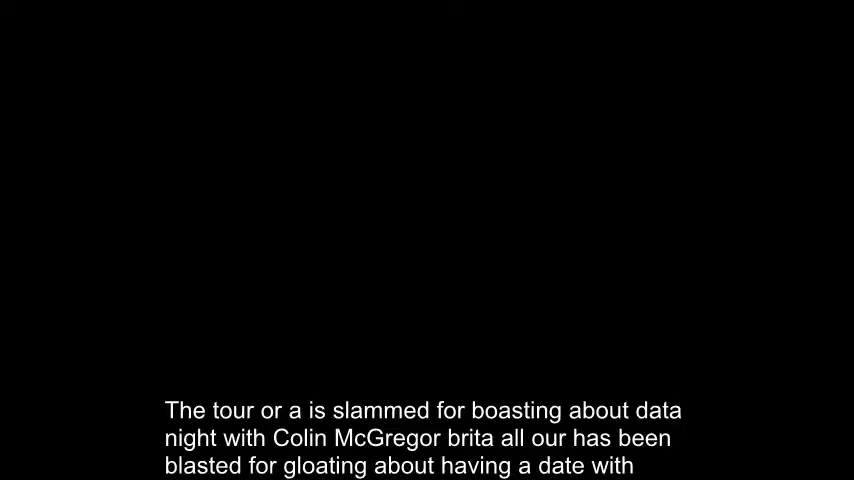 The tour or a is slammed for boasting about data
night with Colin McGregor brita all our has been
blasted for gloating about having a date with